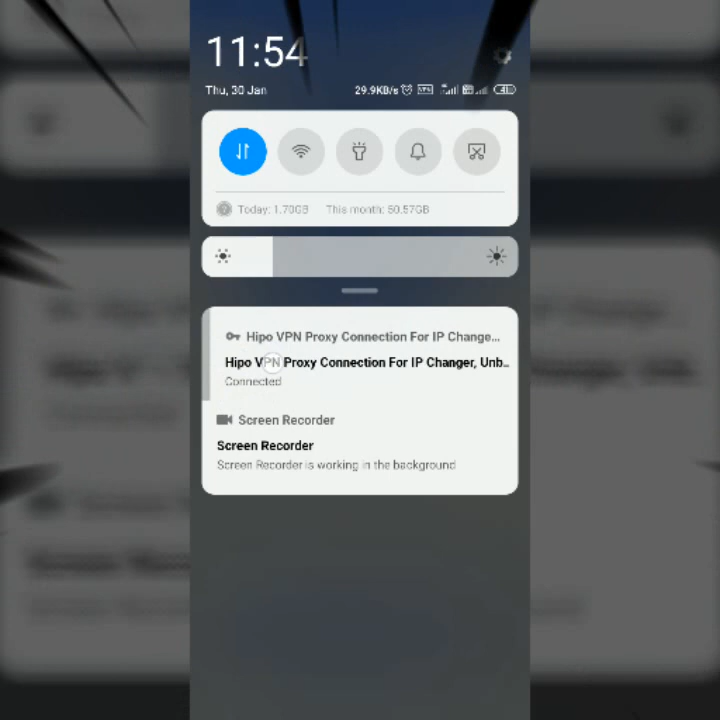 11:54
Thu, 30 Jan
29.9KB/s VPN
Today: 1.70GB This month: 50.57GB
Hipo VPN Proxy Connection For IP Change...
Hipo VPN Proxy Connection For IP Changer, Unb..
Connected
Screen Recorder
Screen Recorder
Screen Recorder is working in the background